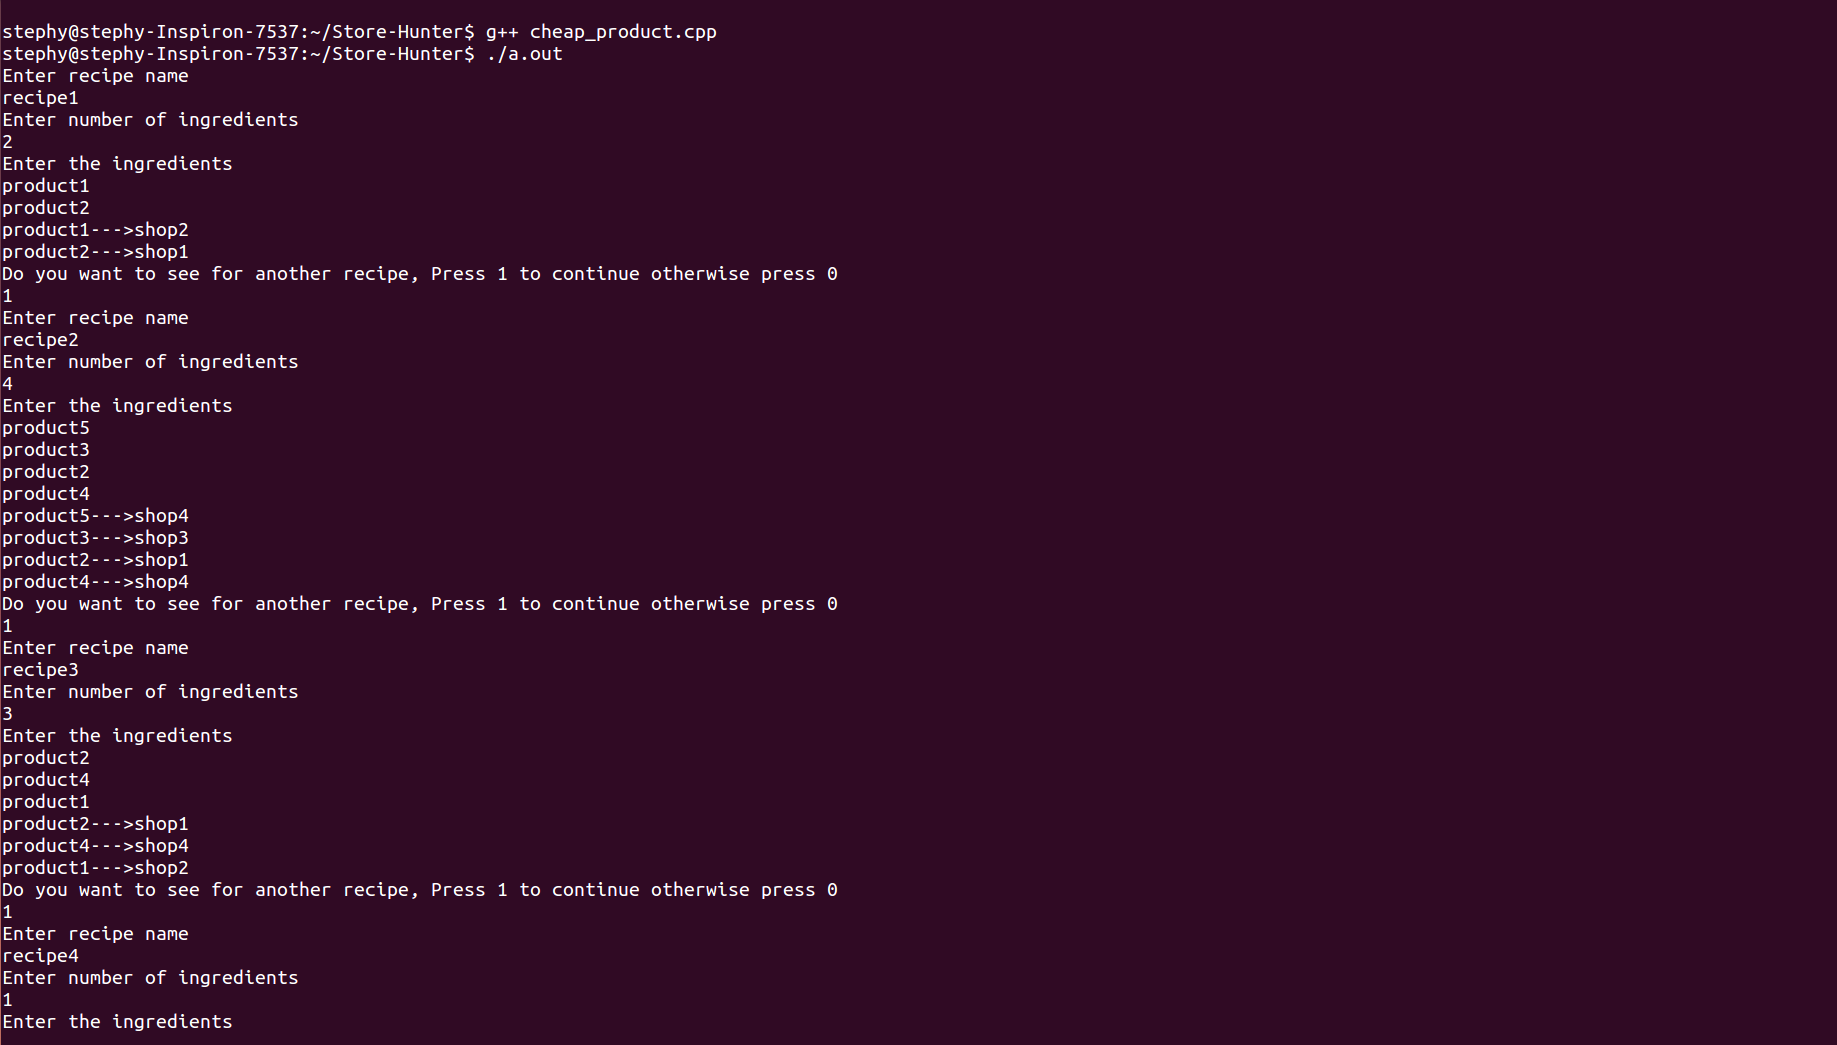 stephy@stephy-Inspiron-7537:~/Store-Hunter$ g++ cheap_product.cpp
stephy@stephy-Inspiron-7537:~/Store-Hunter$ ./a.out
Enter recipe name
recipe1
Enter number of ingredients
2
Enter the ingredients
product1
product2
product1--->shop2
product2--->shop1
Do you want to see for another recipe, Press 1 to continue otherwise press 0
1
Enter recipe name
recipe2
Enter number of ingredients
4
Enter the ingredients
product5
product3
product2
product4
product5--->shop4
product3--->shop3
product2--->shop1
product4--->shop4
Do you want to see for another recipe, Press 1 to continue otherwise press 0
1
Enter recipe name
recipe3
Enter number of ingredients
3
Enter the ingredients
product2
product4
product1
product2--->shop1
product4--->shop4
product1--->shop2
Do you want to see for another recipe, Press 1 to continue otherwise press 0
1
Enter recipe name
recipe4
Enter number of ingredients
1
Enter the ingredients